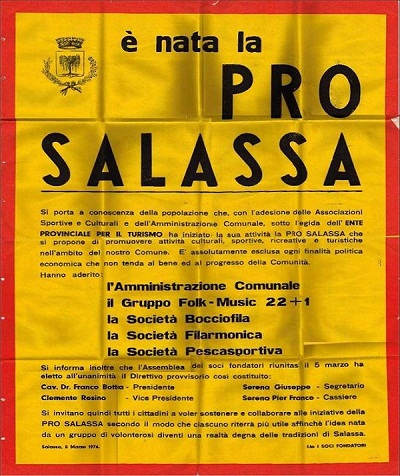 è nata la
PRO
SALASSA
Si porta a conoscenza della popolazione che, con l'adesione delle Associazioni
Sportive e Culturali e dell'Amministrazione Comunale, sotto l'egida dell'ENTE
PROVINCIALE PER IL TURISMO ha iniziato la sua attività la PRO SALASSA che
si propone di promuovere attività culturali, sportive, ricreative e turistiche
nell'ambito del nostro Comune. E' assolutamente esclusa ogni finalità politica
economica che non tenda al bene ed al progresso della Comunità.
Hanno aderito:
l'Amministrazione Comunale
il Gruppo Folk-Music 22+1
la Società Bocciofila
la Società Filarmonica
la Società Pescasportiva
Si informa inoltre che l'Assemblea dei soci fondatori riunitas il 5 marzo ha
eletto all'unanimità il Direttivo provvisorio così costituito:
Cav. Dr. Franco Botta - Presidente Serena Giuseppe - Segretario
Clemente Rosino - Vice Presidente Serena Pier Franco - Cassiere
Si invitano quindi tutti i cittadini a voler sostenere e collaborare alle iniziative della
PRO SALASSA secondo il modo che ciascuno riterrà più utile affinchè l'idea nata
da un gruppo di volonterosi diventi una realtà degna delle tradizioni di Salassa.
Salassa, 8 Marzo 1976. I SOCI FONDATORI